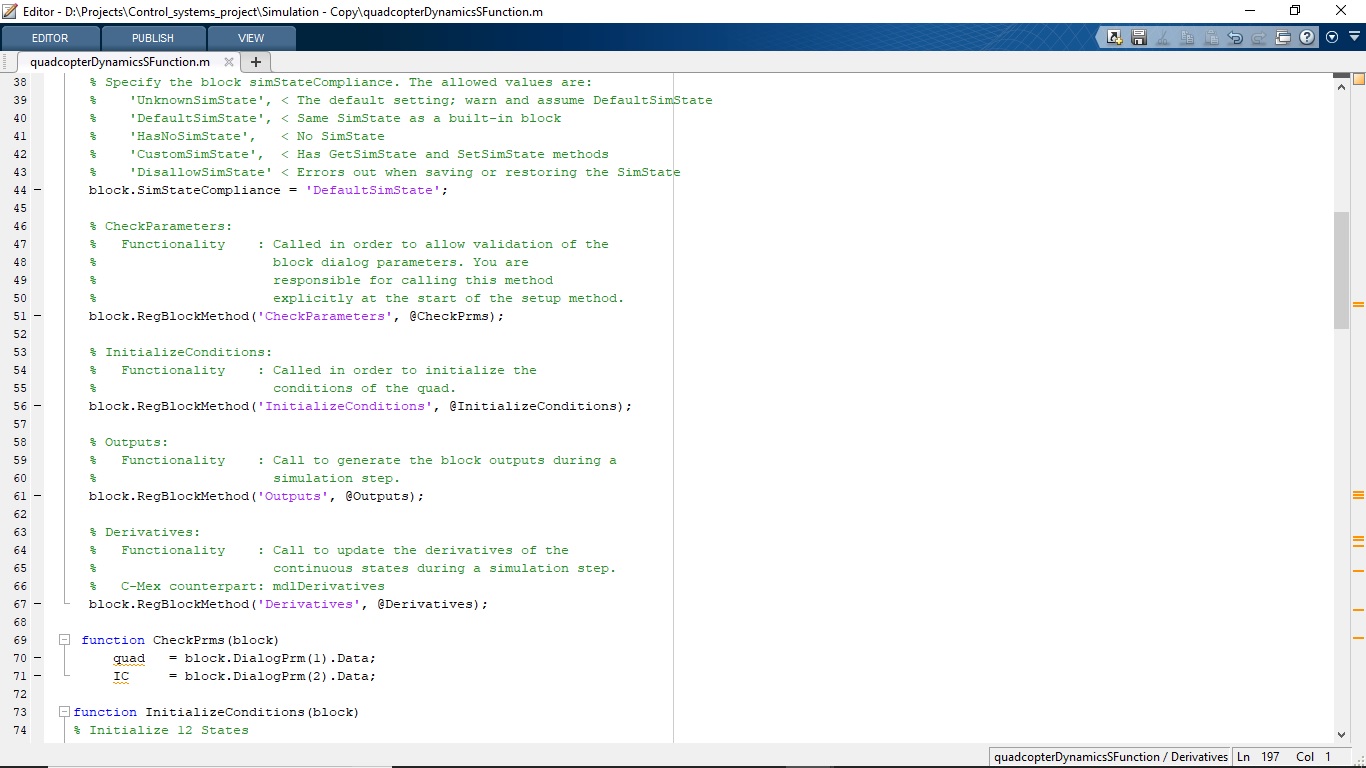 Editor - D:\Projects\Control_systems_project\Simulation - Copy\quadcopterDynamicsSFunction.m
EDITOR PUBLISH VIEW
quadcopterDynamicsSFunction.m
38 % Specify the block simStateCompliance. The allowed values are:
39 %    'UnknownSimState', < The default setting; warn and assume DefaultSimState
40 %    'DefaultSimState', < Same SimState as a built-in block
41 %    'HasNoSimState',   < No SimState
42 %    'CustomSimState',  < Has GetSimState and SetSimState methods
43 %    'DisallowSimState' < Errors out when saving or restoring the SimState
44 – block.SimStateCompliance = 'DefaultSimState';
45
46 % CheckParameters:
47 %   Functionality    : Called in order to allow validation of the
48 %                      block dialog parameters. You are
49 %                      responsible for calling this method
50 %                      explicitly at the start of the setup method.
51 – block.RegBlockMethod('CheckParameters', @CheckPrms);
52
53 % InitializeConditions:
54 %   Functionality    : Called in order to initialize the
55 %                      conditions of the quad.
56 – block.RegBlockMethod('InitializeConditions', @InitializeConditions);
57
58 % Outputs:
59 %   Functionality    : Call to generate the block outputs during a
60 %                      simulation step.
61 – block.RegBlockMethod('Outputs', @Outputs);
62
63 % Derivatives:
64 %   Functionality    : Call to update the derivatives of the
65 %                      continuous states during a simulation step.
66 %   C-Mex counterpart: mdlDerivatives
67 – block.RegBlockMethod('Derivatives', @Derivatives);
68
69 function CheckPrms(block)
70 – quad   = block.DialogPrm(1).Data;
71 – IC     = block.DialogPrm(2).Data;
72
73 function InitializeConditions(block)
74 % Initialize 12 States
quadcopterDynamicsSFunction / Derivatives Ln 197 Col 1